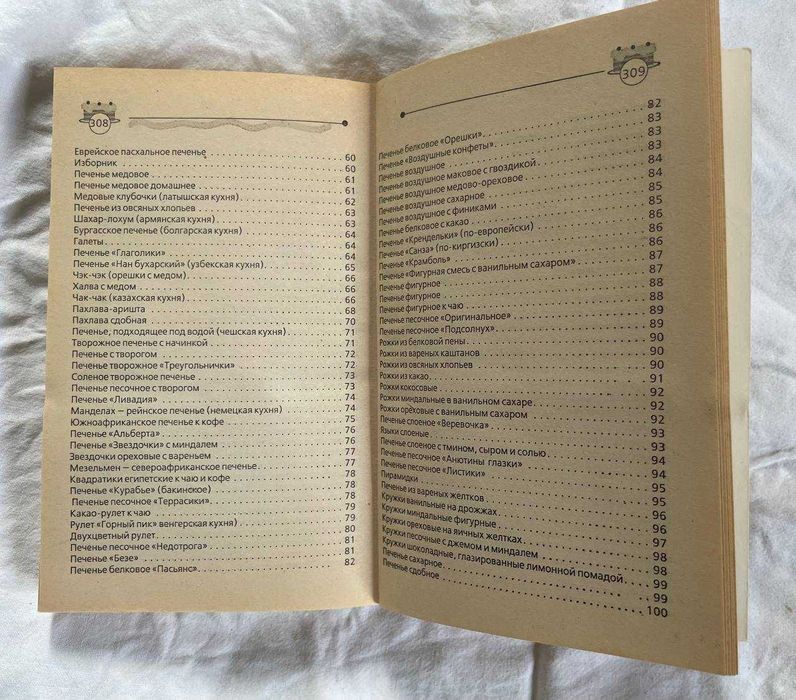 308
Еврейское пасхальное печенье 60
Изборник 60
Печенье медовое 61
Печенье медовое домашнее 61
Медовые клубочки (латышская кухня) 62
Печенье из овсяных хлопьев 63
Шахар-лохум (армянская кухня) 63
Бургасское печенье (болгарская кухня) 64
Галеты 64
Печенье «Глаголики» 64
Печенье «Нан бухарский» (узбекская кухня) 65
Чэк-чэк (орешки с медом) 66
Халва с медом 66
Чак-чак (казахская кухня) 66
Пахлава-аришта 68
Пахлава сдобная 70
Печенье, подходящее под водой (чешская кухня) 71
Творожное печенье с начинкой 71
Печенье с творогом 72
Печенье творожное «Треугольнички» 72
Соленое творожное печенье 73
Печенье песочное с творогом 73
Печенье «Ливадия» 74
Манделах — рейнское печенье (немецкая кухня) 74
Южноафриканское печенье к кофе 75
Печенье «Альберта» 76
Печенье «Звездочки» с миндалем 76
Звездочки ореховые с вареньем 77
Мезельмен — североафриканское печенье 77
Квадратики египетские к чаю и кофе 78
Печенье «Курабье» (бакинское) 78
Печенье песочное «Террасики» 78
Какао-рулет к чаю 79
Рулет «Горный пик» венгерская кухня) 79
Двухцветный рулет 80
Печенье песочное «Недотрога» 81
Печенье «Безе» 81
Печенье белковое «Пасьянс» 82
309
Печенье белковое «Орешки» 82
Печенье «Воздушные конфеты» 83
Печенье воздушное 83
Печенье воздушное маковое с гвоздикой 83
Печенье воздушное медово-ореховое 84
Печенье воздушное сахарное 84
Печенье воздушное с финиками 85
Печенье белковое с какао 85
Печенье «Крендельки» (по-европейски) 86
Печенье «Санза» (по-киргизски) 86
Печенье «Крамболь» 86
Печенье «Фигурная смесь с ванильным сахаром» 87
Печенье фигурное 87
Печенье фигурное 88
Печенье фигурное к чаю 88
Печенье песочное «Оригинальное» 89
Печенье песочное «Подсолнух» 89
Рожки из белковой пены 90
Рожки из вареных каштанов 90
Рожки из овсяных хлопьев 90
Рожки из какао 91
Рожки кокосовые 92
Рожки миндальные в ванильном сахаре 92
Рожки ореховые с ванильным сахаром 92
Печенье слоеное «Веревочка» 93
Языки слоеные 93
Печенье слоеное с тмином, сыром и солью 94
Печенье песочное «Анютины глазки» 94
Печенье песочное «Листики» 95
Пирамидки 95
Печенье из вареных желтков 96
Кружки ванильные на дрожжах 96
Кружки миндальные фигурные 97
Кружки ореховые на яичных желтках 98
Кружки песочные с джемом и миндалем 98
Кружки шоколадные, глазированные лимонной помадой 99
Печенье сахарное 99
Печенье сдобное 100